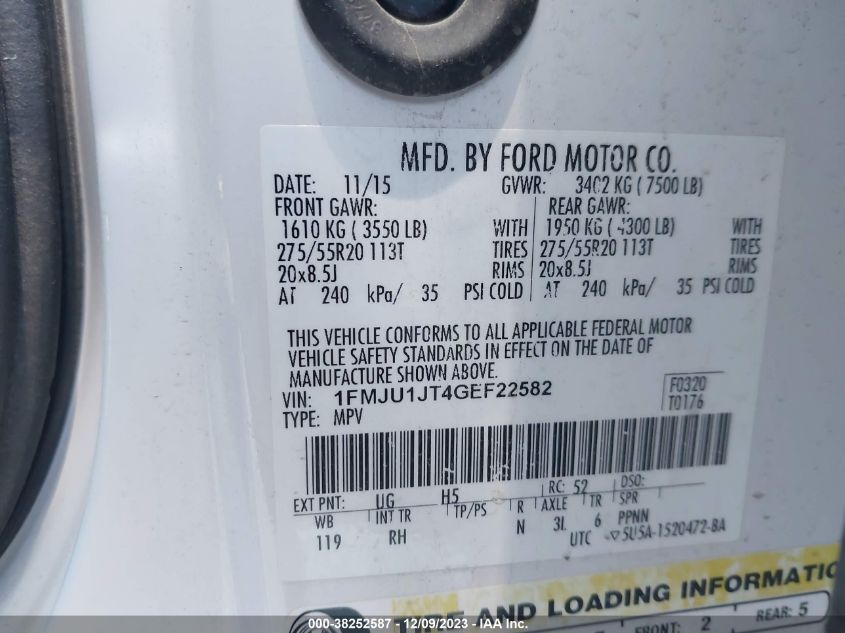 MFD. BY FORD MOTOR CO.
DATE: 11/15 GVWR: 3402 KG ( 7500 LB)
FRONT GAWR: REAR GAWR:
1610 KG ( 3550 LB) WITH 1950 KG ( 4300 LB) WITH
275/55R20 113T TIRES 275/55R20 113T TIRES
20x8.5J RIMS 20x8.5J RIMS
AT 240 kPa/ 35 PSI COLD AT 240 kPa/ 35 PSI COLD
THIS VEHICLE CONFORMS TO ALL APPLICABLE FEDERAL MOTOR
VEHICLE SAFETY STANDARDS IN EFFECT ON THE DATE OF
MANUFACTURE SHOWN ABOVE.
VIN: 1FMJU1JT4GEF22582 F0320
TYPE: MPV T0176
EXT PNT: UG H5 RC: 52 DSO:
WB INT TR TP/PS R AXLE TR SPR
119 RH N 3L 6 PPNN
UTC 5U5A-1520472-BA
TIRE AND LOADING INFORMATIO
FRONT: 2 REAR: 5
000-38252587 - 12/09/2023 - IAA Inc.